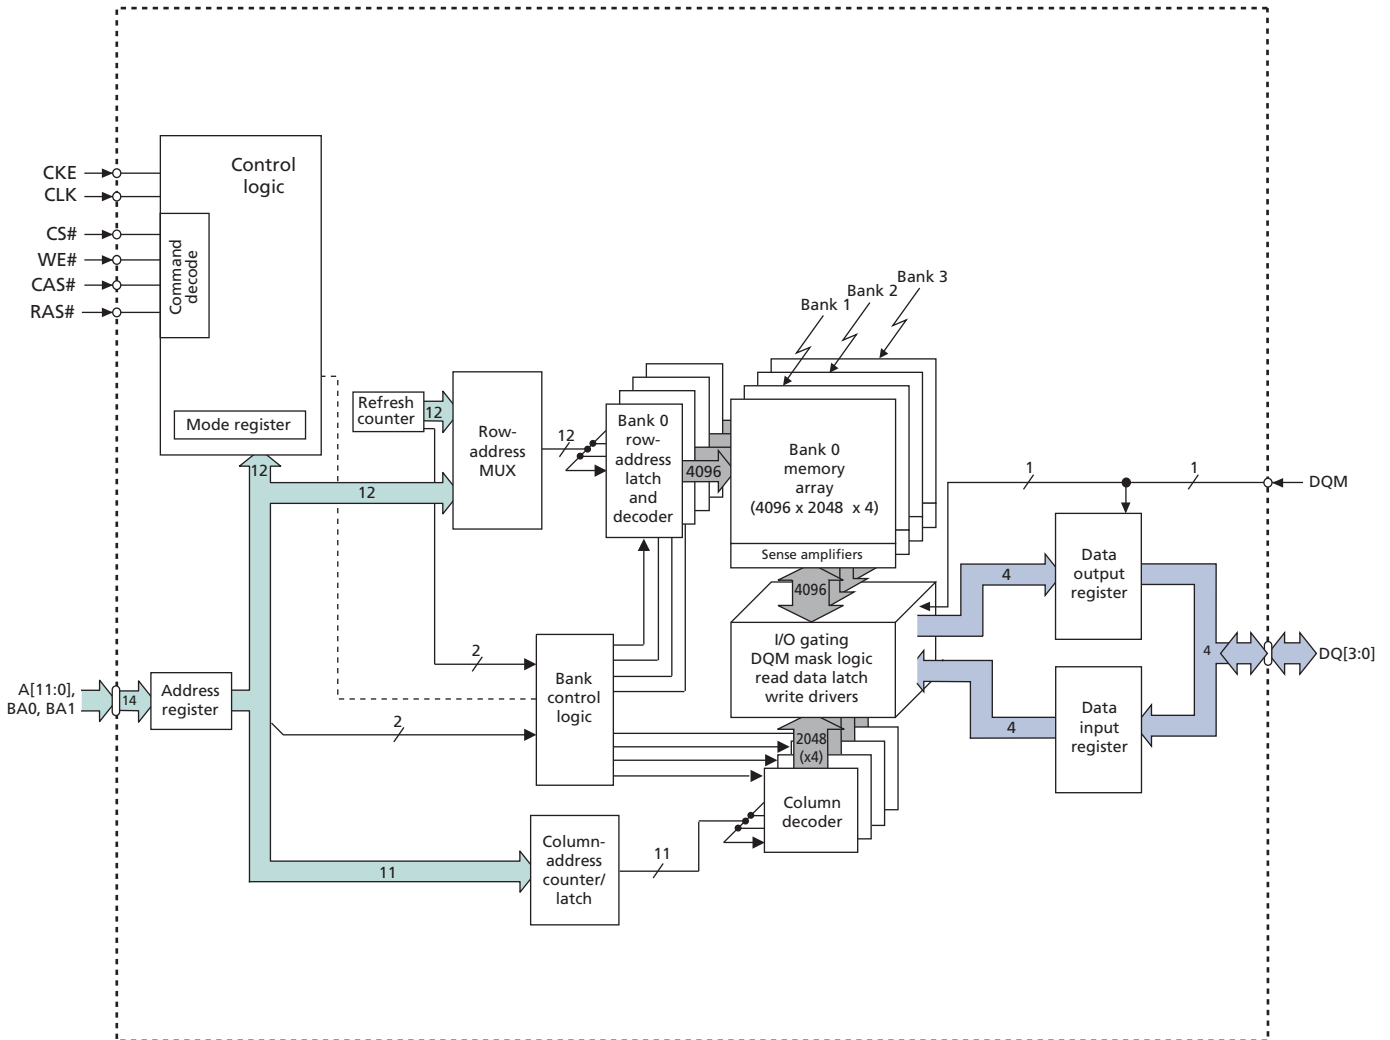 Control
logic
CKE
CLK
CS#
WE#
CAS#
RAS#
Command
decode
Mode register
12
Refresh
counter
12
12
Row-
address
MUX
12
Bank 0
row-
address
latch
and
decoder
4096
Bank 1
Bank 2
Bank 3
Bank 0
memory
array
(4096 x 2048 x 4)
Sense amplifiers
4096
I/O gating
DQM mask logic
read data latch
write drivers
2048
(x4)
Column
decoder
1
1
DQM
4
Data
output
register
4
DQ[3:0]
4
Data
input
register
2
Bank
control
logic
2
A[11:0],
BA0, BA1
14
Address
register
11
Column-
address
counter/
latch
11